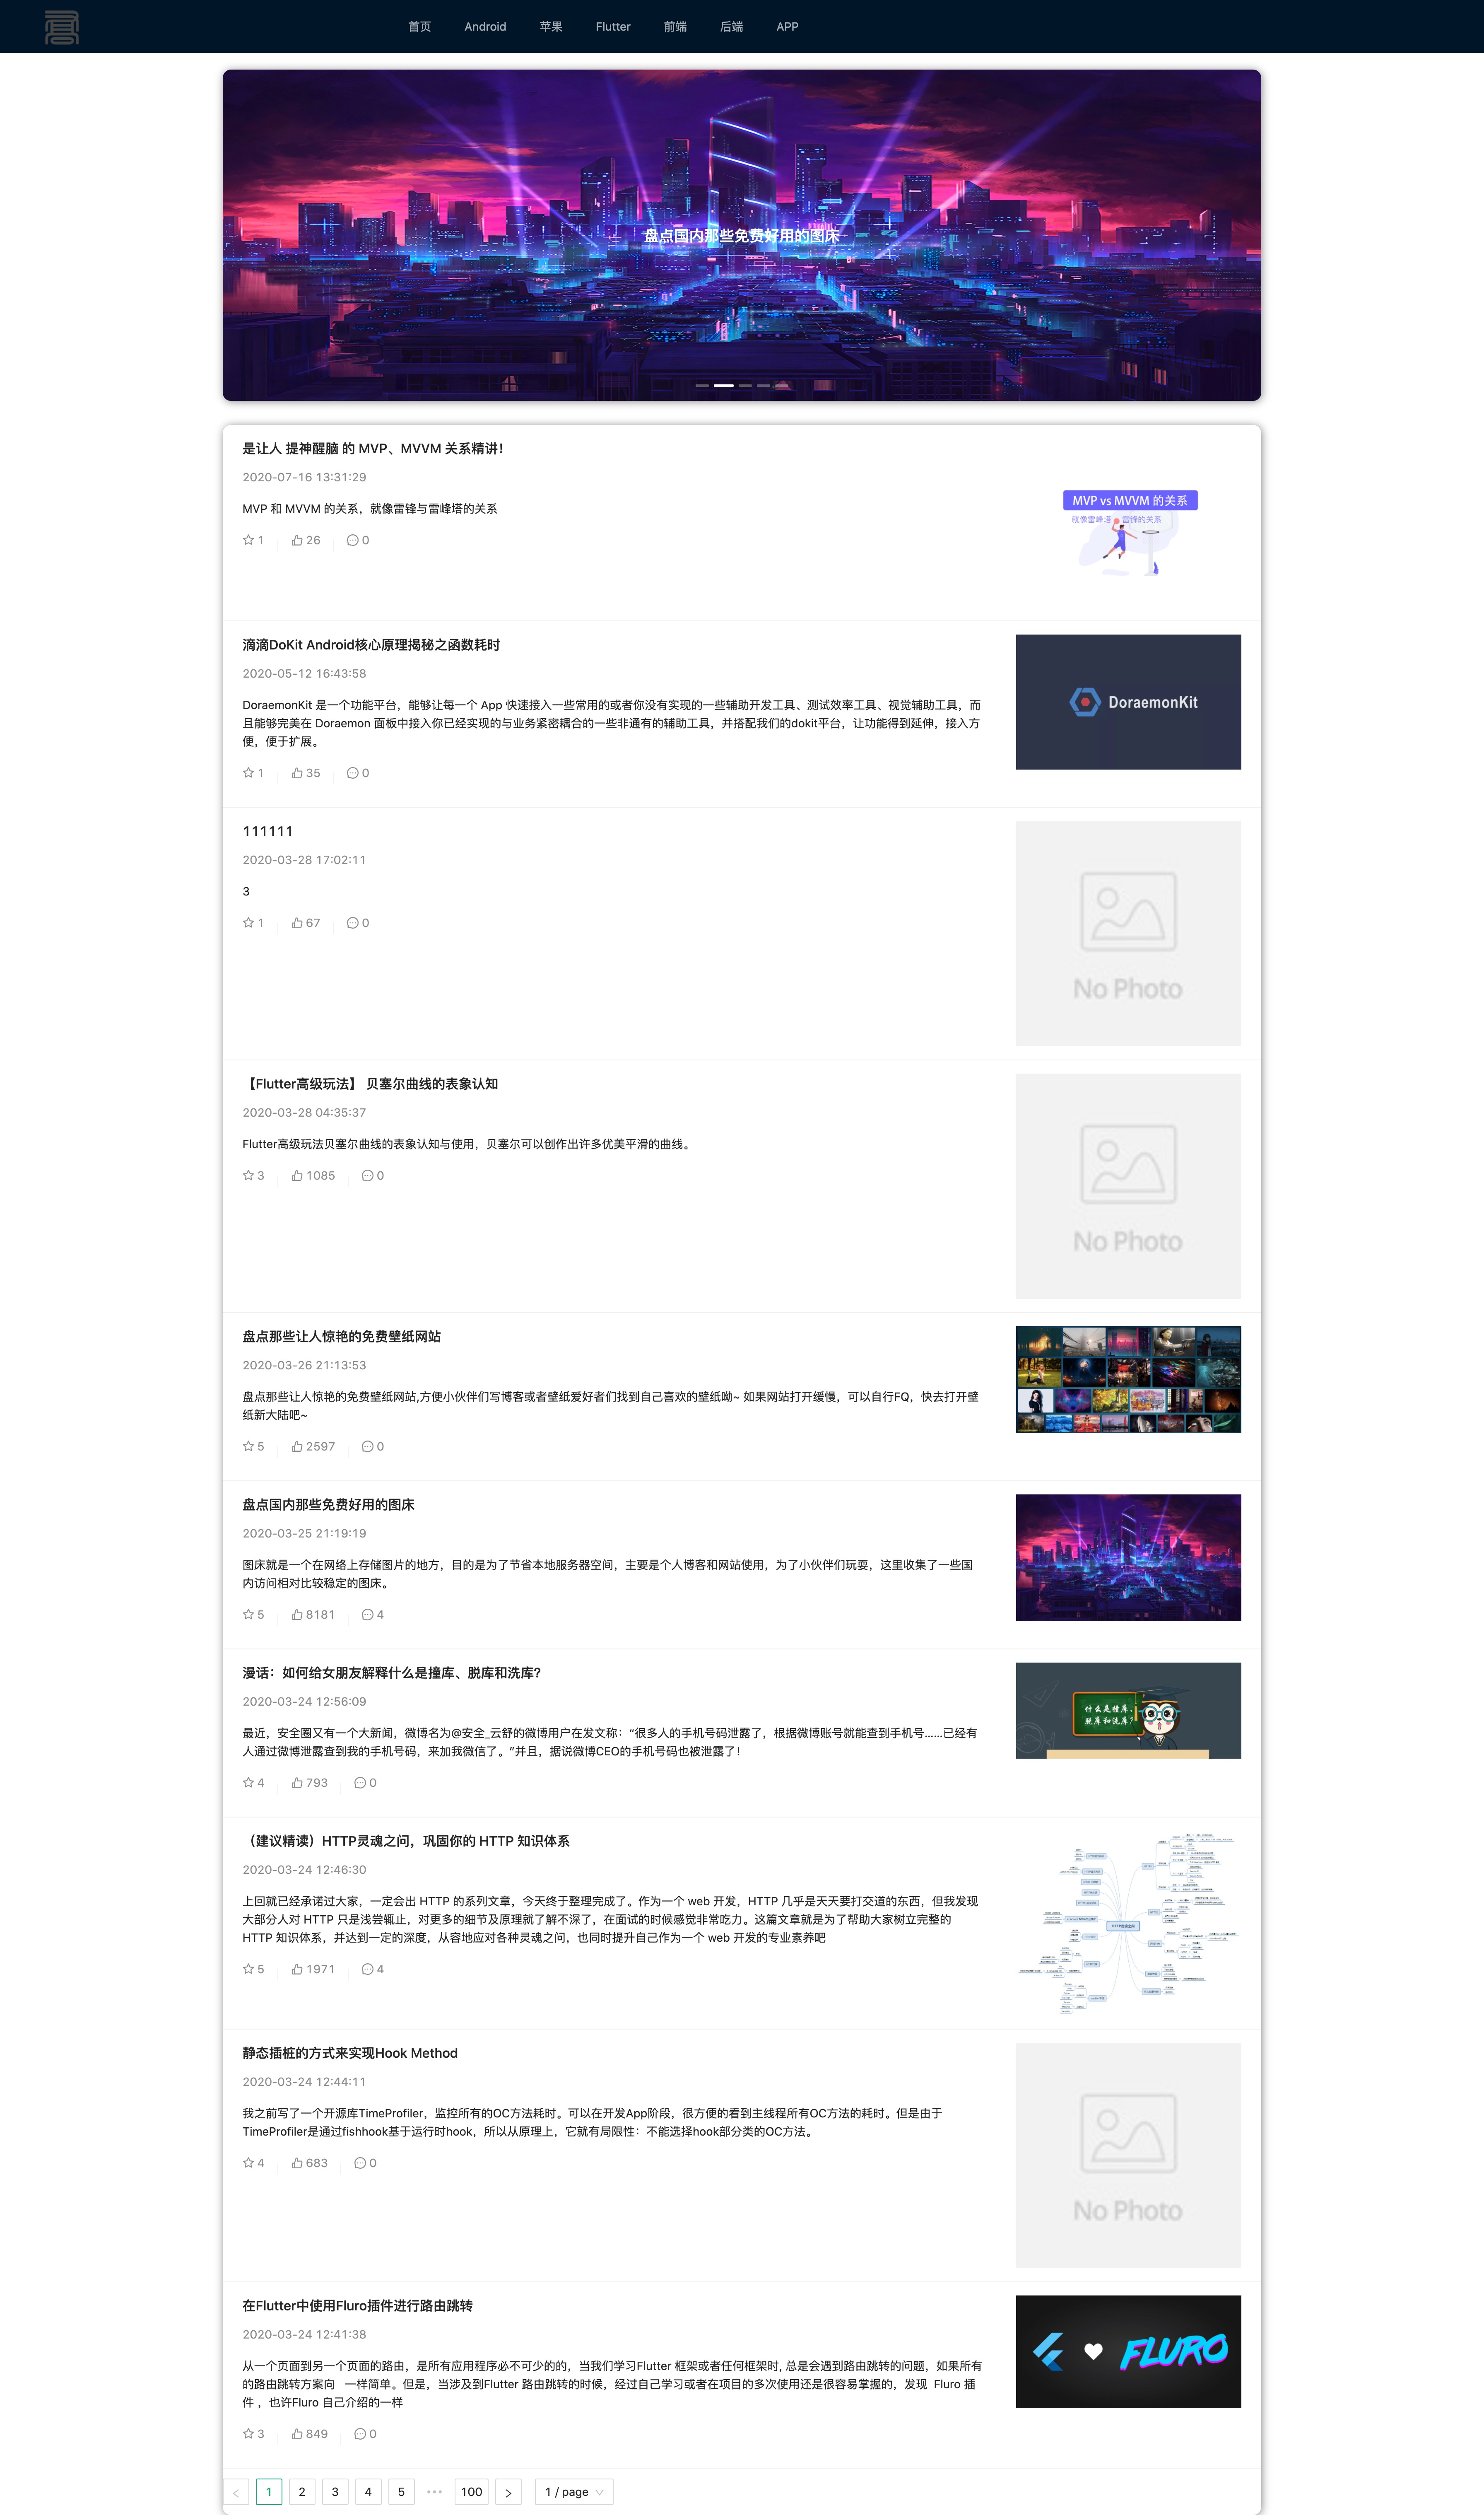 首页 Android 苹果 Flutter 前端 后端 APP
盘点国内那些免费好用的图床
是让人 提神醒脑 的 MVP、MVVM 关系精讲！
2020-07-16 13:31:29
MVP 和 MVVM 的关系，就像雷锋与雷峰塔的关系
1 26 0
MVP vs MVVM 的关系
就像雷峰塔 雷锋的关系
滴滴DoKit Android核心原理揭秘之函数耗时
2020-05-12 16:43:58
DoraemonKit 是一个功能平台，能够让每一个 App 快速接入一些常用的或者你没有实现的一些辅助开发工具、测试效率工具、视觉辅助工具，而
且能够完美在 Doraemon 面板中接入你已经实现的与业务紧密耦合的一些非通有的辅助工具，并搭配我们的dokit平台，让功能得到延伸，接入方
便，便于扩展。
1 35 0
DoraemonKit
111111
2020-03-28 17:02:11
3
1 67 0
No Photo
【Flutter高级玩法】 贝塞尔曲线的表象认知
2020-03-28 04:35:37
Flutter高级玩法贝塞尔曲线的表象认知与使用，贝塞尔可以创作出许多优美平滑的曲线。
3 1085 0
No Photo
盘点那些让人惊艳的免费壁纸网站
2020-03-26 21:13:53
盘点那些让人惊艳的免费壁纸网站,方便小伙伴们写博客或者壁纸爱好者们找到自己喜欢的壁纸呦~ 如果网站打开缓慢，可以自行FQ，快去打开壁
纸新大陆吧~
5 2597 0
盘点国内那些免费好用的图床
2020-03-25 21:19:19
图床就是一个在网络上存储图片的地方，目的是为了节省本地服务器空间，主要是个人博客和网站使用，为了小伙伴们玩耍，这里收集了一些国
内访问相对比较稳定的图床。
5 8181 4
漫话：如何给女朋友解释什么是撞库、脱库和洗库？
2020-03-24 12:56:09
最近，安全圈又有一个大新闻，微博名为@安全_云舒的微博用户在发文称：“很多人的手机号码泄露了，根据微博账号就能查到手机号……已经有
人通过微博泄露查到我的手机号码，来加我微信了。”并且，据说微博CEO的手机号码也被泄露了！
4 793 0
什么是撞库、
脱库和洗库?
（建议精读）HTTP灵魂之问，巩固你的 HTTP 知识体系
2020-03-24 12:46:30
上回就已经承诺过大家，一定会出 HTTP 的系列文章，今天终于整理完成了。作为一个 web 开发，HTTP 几乎是天天要打交道的东西，但我发现
大部分人对 HTTP 只是浅尝辄止，对更多的细节及原理就了解不深了，在面试的时候感觉非常吃力。这篇文章就是为了帮助大家树立完整的
HTTP 知识体系，并达到一定的深度，从容地应对各种灵魂之问，也同时提升自己作为一个 web 开发的专业素养吧
5 1971 4
静态插桩的方式来实现Hook Method
2020-03-24 12:44:11
我之前写了一个开源库TimeProfiler，监控所有的OC方法耗时。可以在开发App阶段，很方便的看到主线程所有OC方法的耗时。但是由于
TimeProfiler是通过fishhook基于运行时hook，所以从原理上，它就有局限性：不能选择hook部分类的OC方法。
4 683 0
No Photo
在Flutter中使用Fluro插件进行路由跳转
2020-03-24 12:41:38
从一个页面到另一个页面的路由，是所有应用程序必不可少的的，当我们学习Flutter 框架或者任何框架时, 总是会遇到路由跳转的问题，如果所有
的路由跳转方案向 一样简单。但是，当涉及到Flutter 路由跳转的时候，经过自己学习或者在项目的多次使用还是很容易掌握的，发现 Fluro 插
件 ，也许Fluro 自己介绍的一样
3 849 0
FLURO
< 1 2 3 4 5 ••• 100 > 1 / page